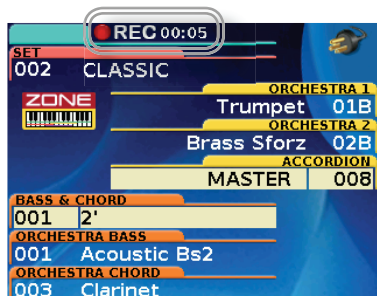 REC 00:05
SET
002 CLASSIC
ZONE
ORCHESTRA 1
Trumpet 01B
ORCHESTRA 2
Brass Sforz 02B
ACCORDION
MASTER 008
BASS & CHORD
001 2'
ORCHESTRA BASS
001 Acoustic Bs2
ORCHESTRA CHORD
003 Clarinet